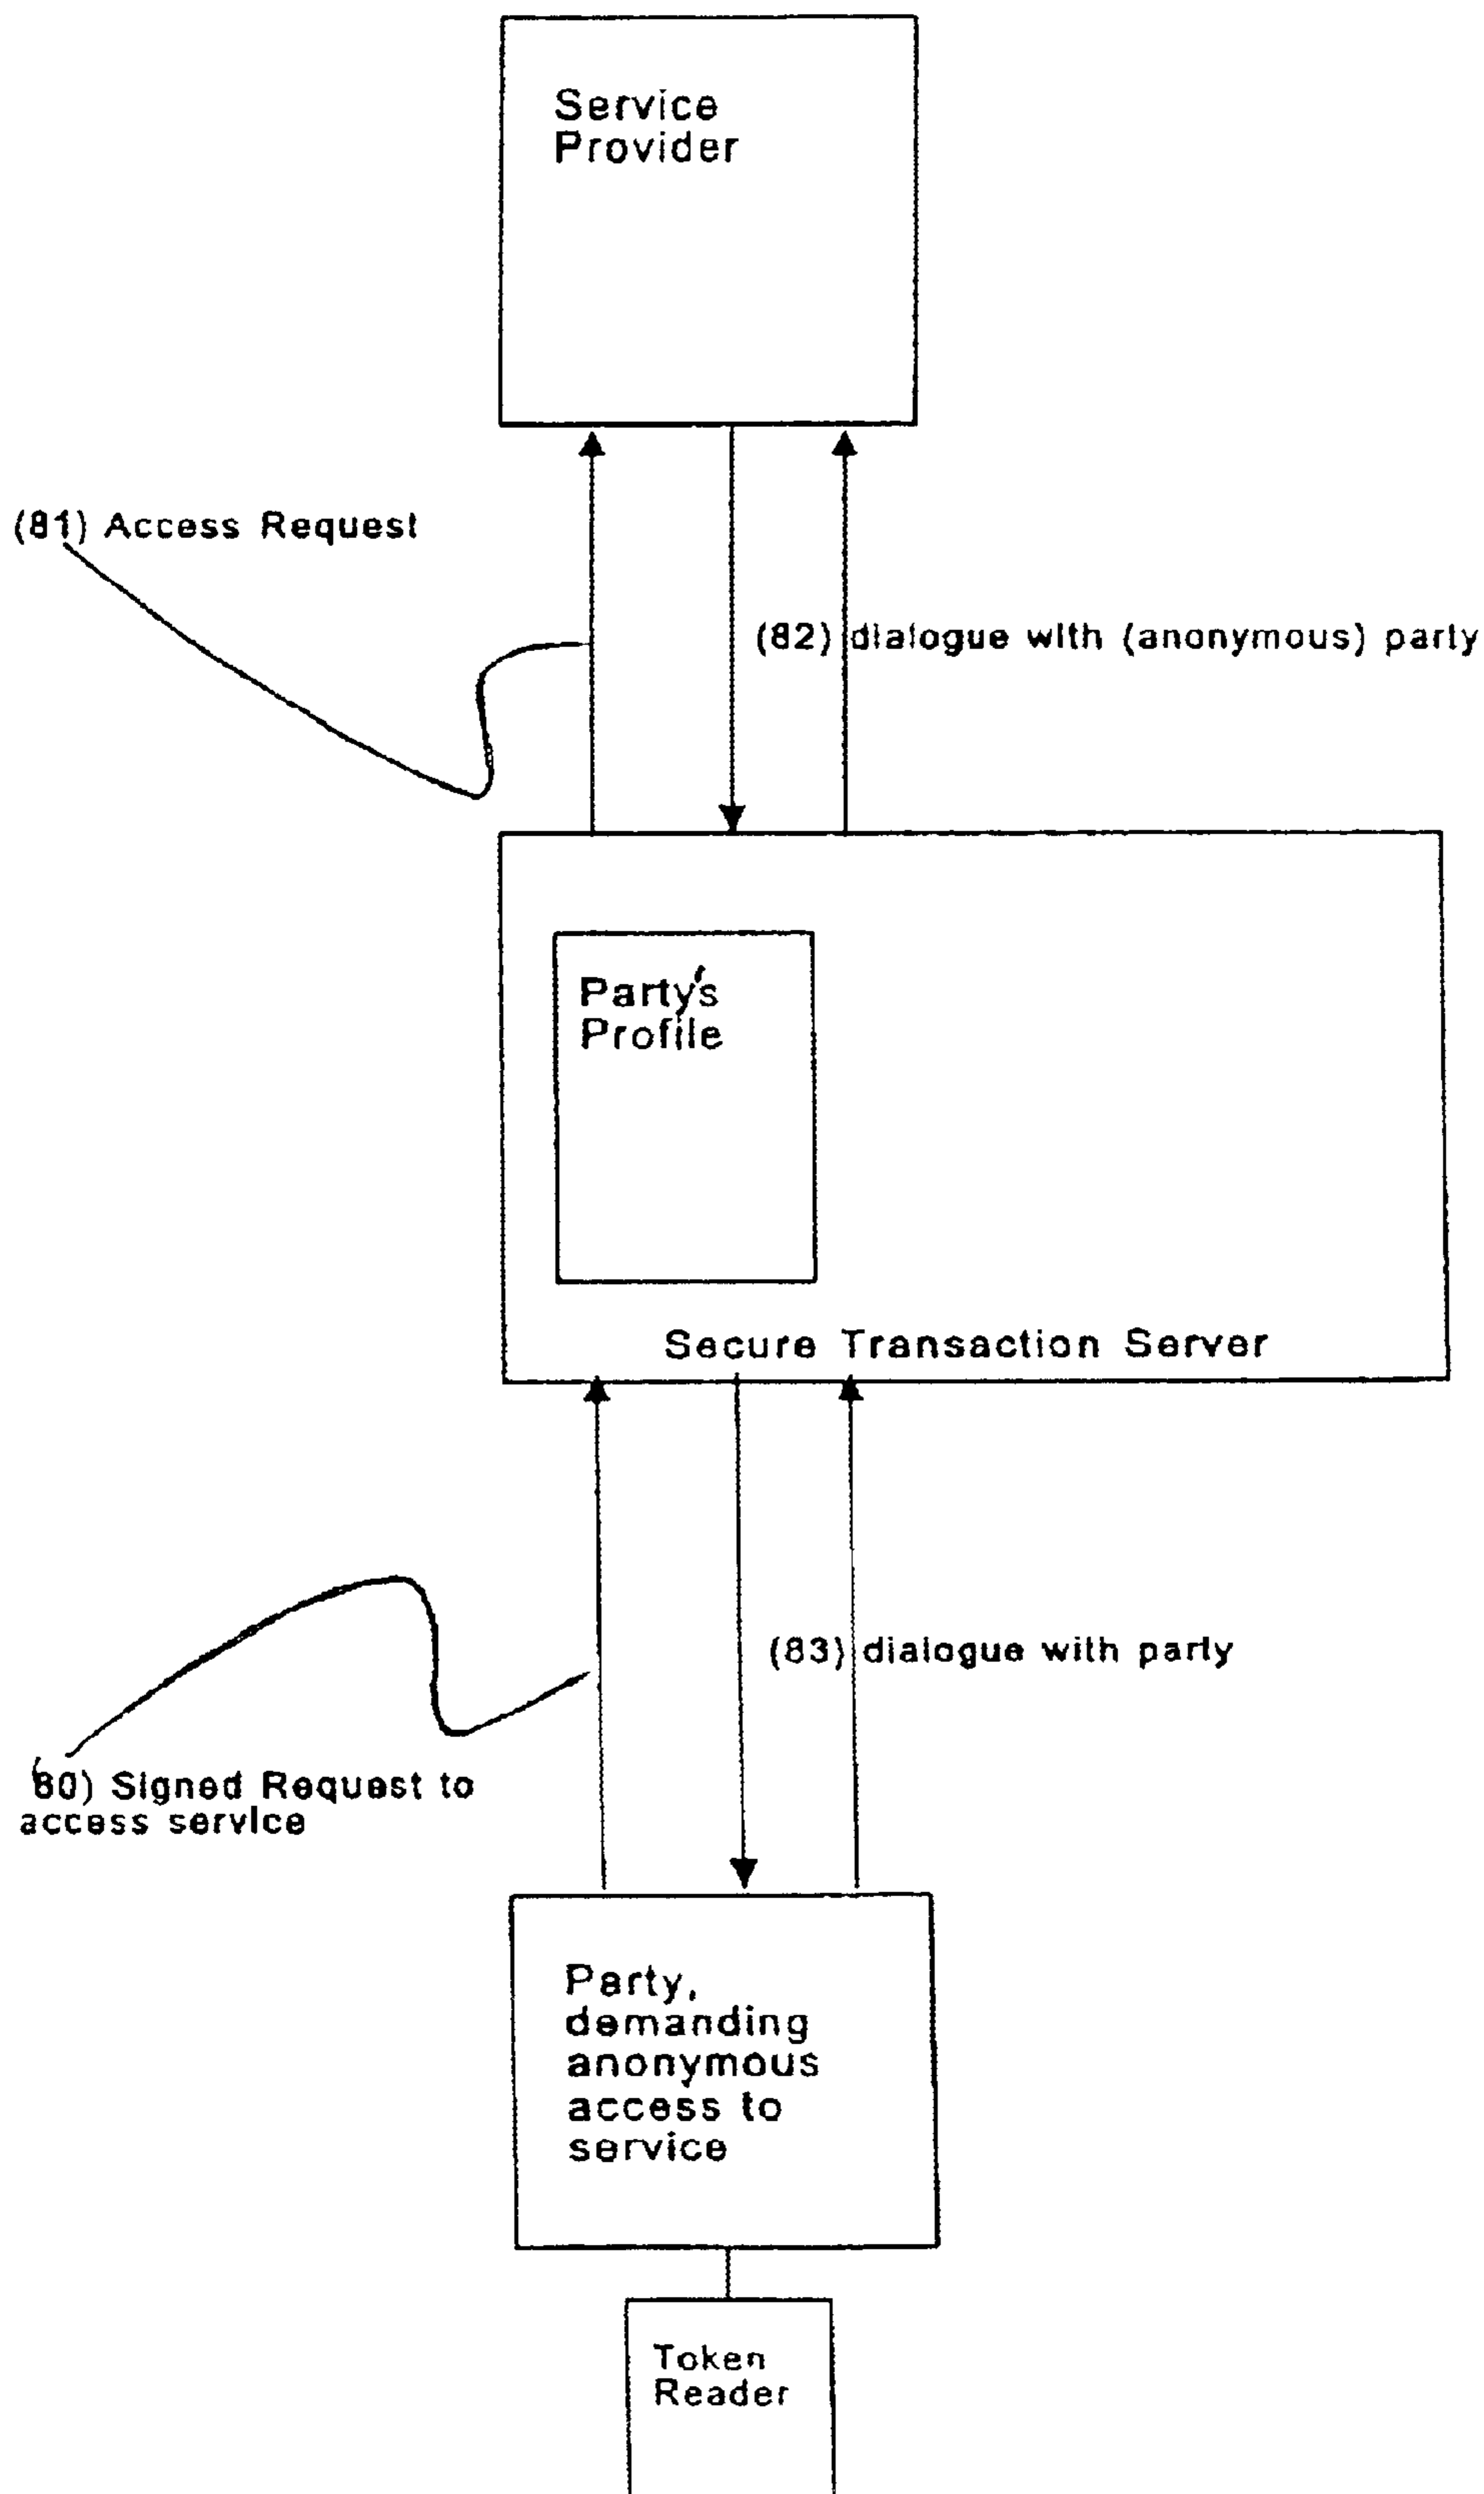 Service
Provider
(81) Access Request
(82) dialogue with (anonymous) party
Party's
Profile
Secure Transaction Server
(83) dialogue with party
(80) Signed Request to
access service
Party,
demanding
anonymous
access to
service
Token
Reader